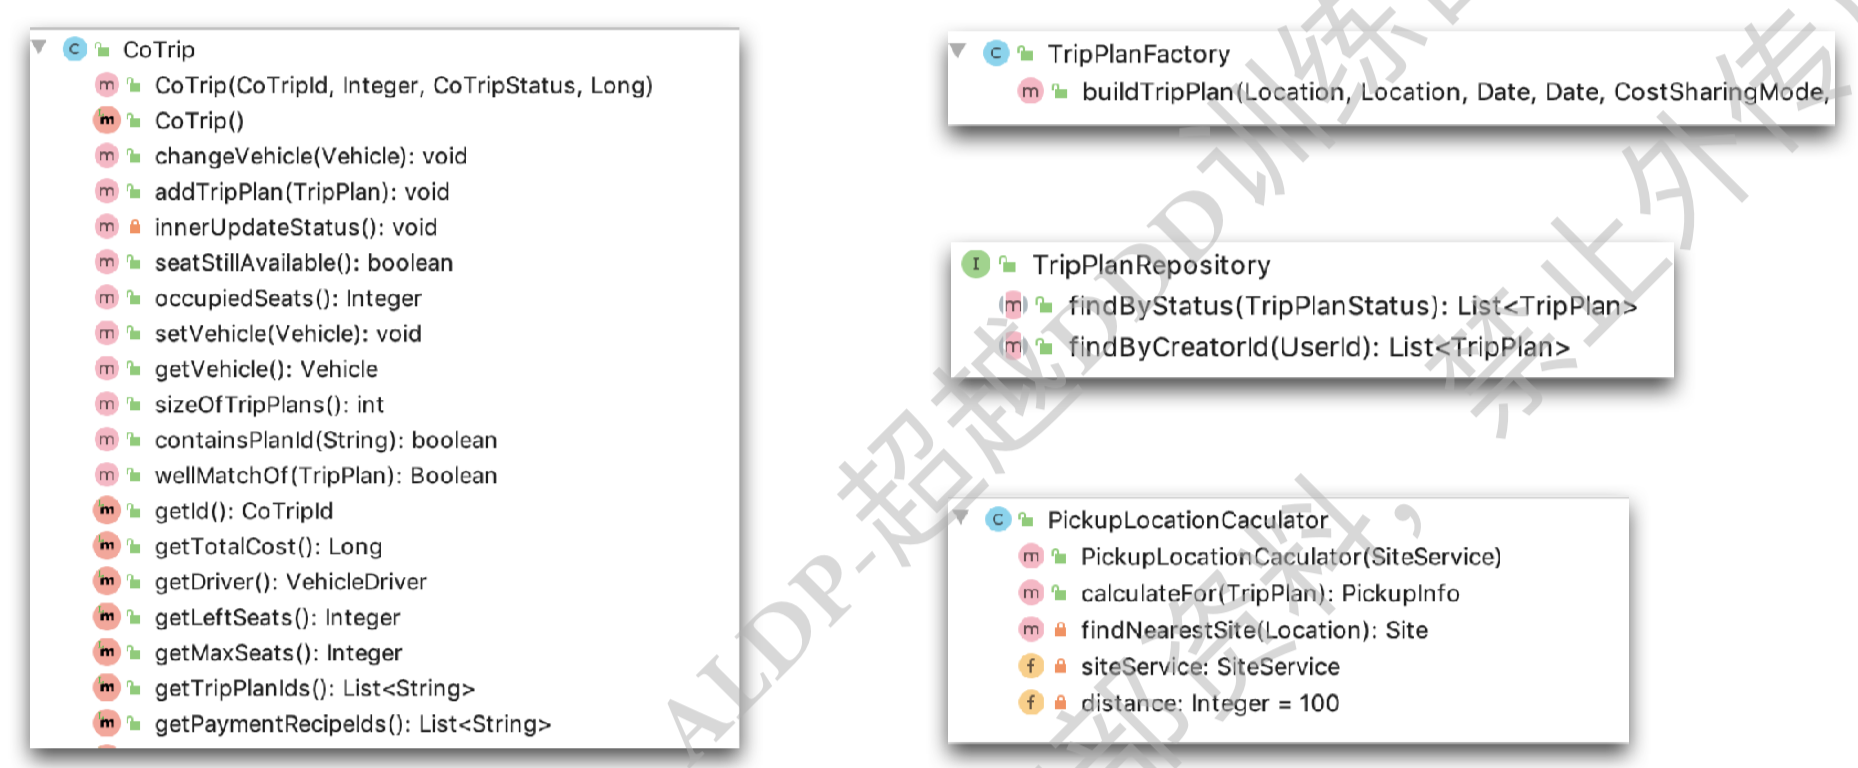 CoTrip
CoTrip(CoTripId, Integer, CoTripStatus, Long)
CoTrip()
changeVehicle(Vehicle): void
addTripPlan(TripPlan): void
innerUpdateStatus(): void
seatStillAvailable(): boolean
occupiedSeats(): Integer
setVehicle(Vehicle): void
getVehicle(): Vehicle
sizeOfTripPlans(): int
containsPlanId(String): boolean
wellMatchOf(TripPlan): Boolean
getId(): CoTripId
getTotalCost(): Long
getDriver(): VehicleDriver
getLeftSeats(): Integer
getMaxSeats(): Integer
getTripPlanIds(): List<String>
getPaymentRecipeIds(): List<String>
TripPlanFactory
buildTripPlan(Location, Location, Date, Date, CostSharingMode,
TripPlanRepository
findByStatus(TripPlanStatus): List<TripPlan>
findByCreatorId(UserId): List<TripPlan>
PickupLocationCaculator
PickupLocationCaculator(SiteService)
calculateFor(TripPlan): PickupInfo
findNearestSite(Location): Site
siteService: SiteService
distance: Integer = 100
ALDP-超越DDD训练
部资料，禁止外传